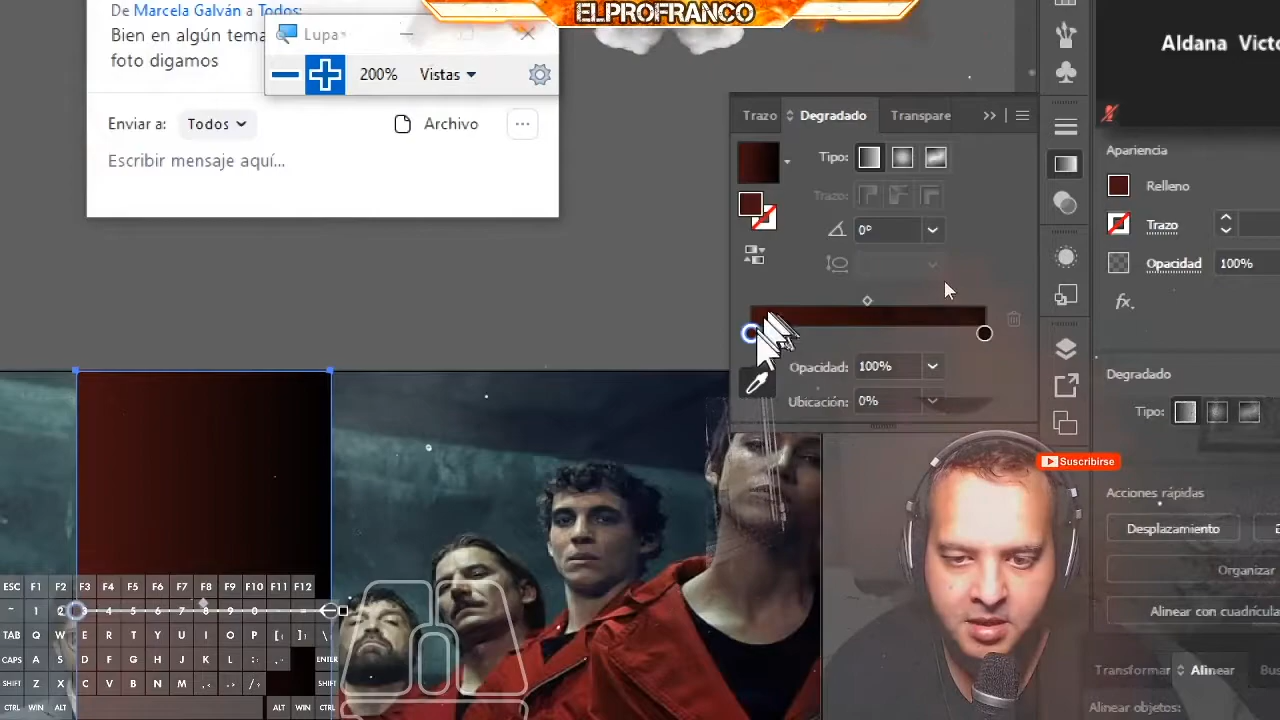 ELPROFRANCO
De Marcela Galván a Todos:
Bien en algún tema
foto digamos
Lupa
200%
Vistas
Enviar a:
Todos
Archivo
Escribir mensaje aquí...
Aldana Victo
Trazo
Degradado
Transpare
Tipo:
Trazo:
0°
Opacidad:
100%
Ubicación:
0%
Apariencia
Relleno
Trazo
Opacidad
100%
fx.
Degradado
Tipo:
Suscribirse
Acciones rápidas
Desplazamiento
Organizar
Alinear con cuadrícula
Transformar
Alinear
Bus
Alinear objetos:
ESC F1 F2 F3 F4 F5 F6 F7 F8 F9 F10 F11 F12
1 2 3 4 5 6 7 8 9 0
TAB Q W E R T Y U I O P
CAPS A S D F G H J K L ENTER
SHIFT Z X C V B N M SHIFT
CTRL WIN ALT ALT WIN CTRL